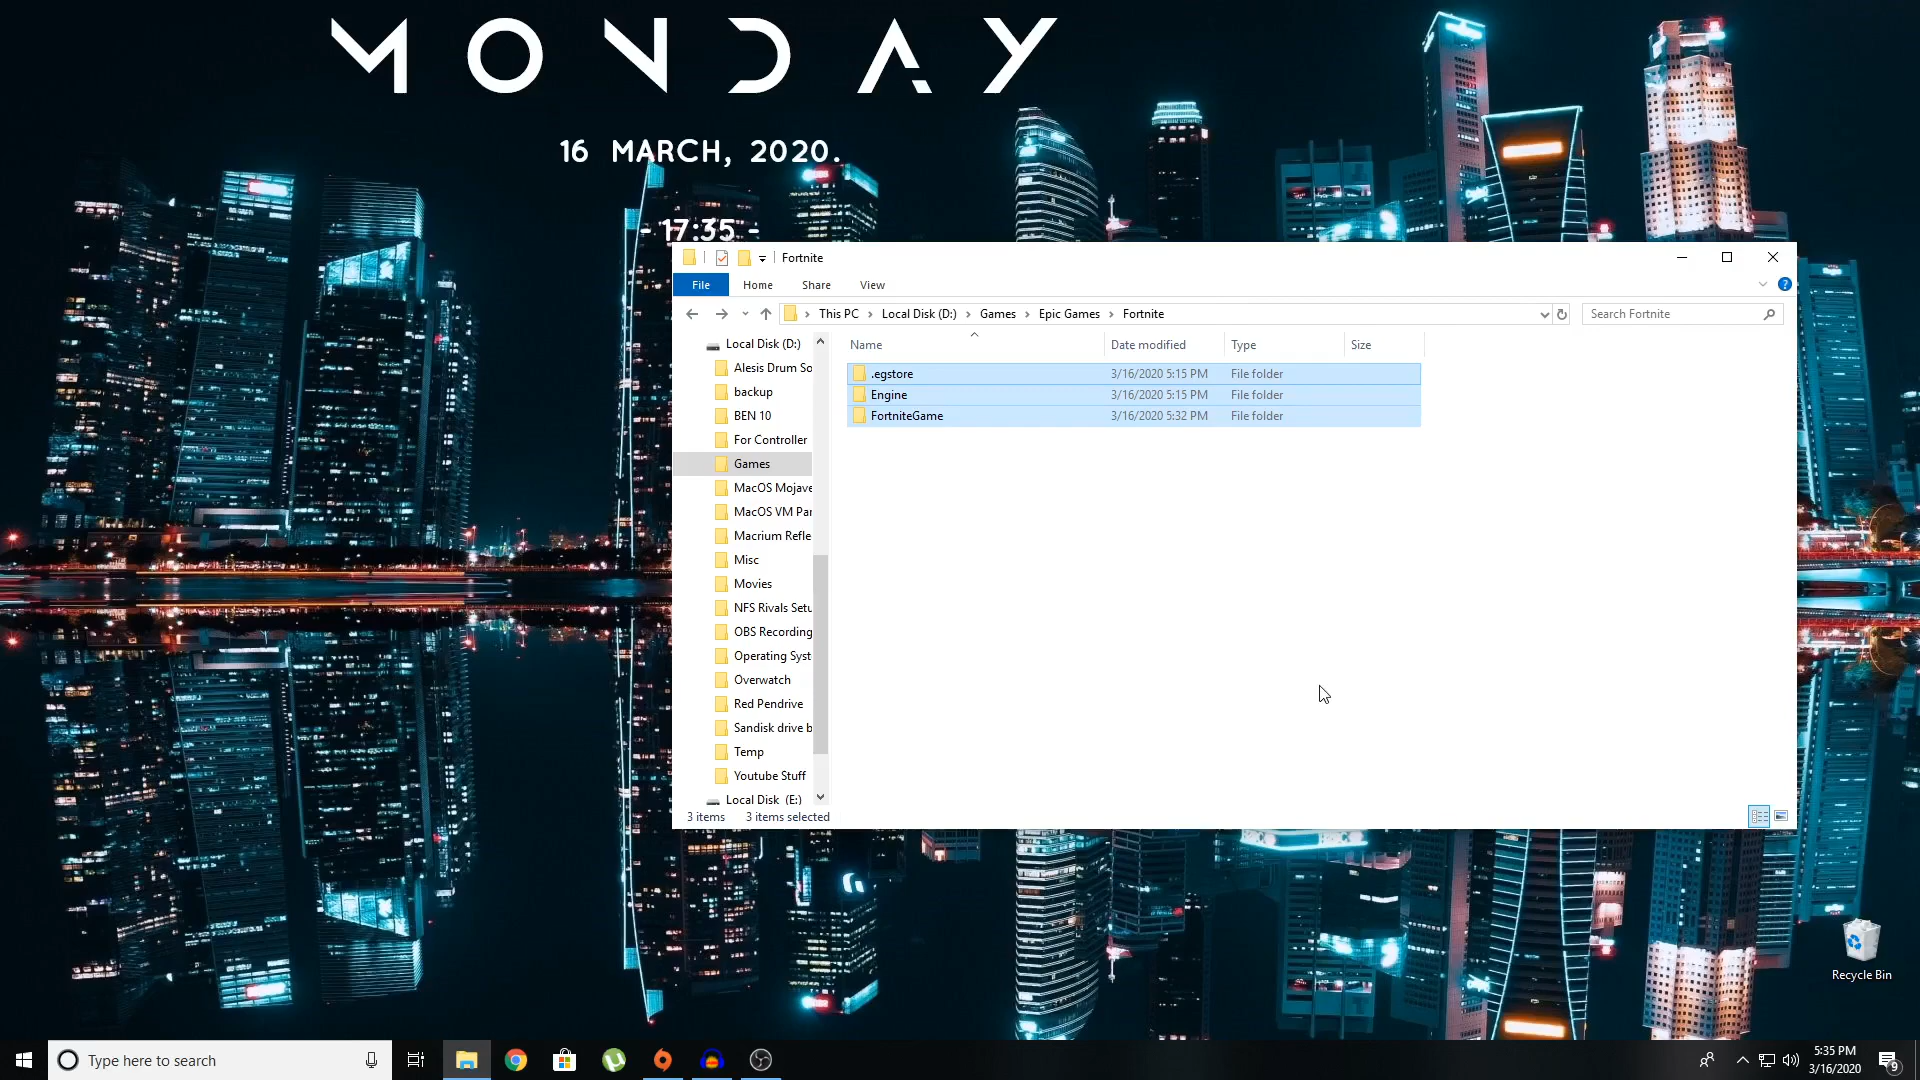 MONDAY
16 MARCH, 2020.
- 17:35 -
Fortnite
File Home Share View
This PC Local Disk (D:) Games Epic Games Fortnite
Search Fortnite
Name Date modified Type Size
Local Disk (D:)
Alesis Drum So
backup
BEN 10
For Controller
Games
MacOS Mojave
MacOS VM Par
Macrium Refle
Misc
Movies
NFS Rivals Setu
OBS Recording
Operating Syst
Overwatch
Red Pendrive
Sandisk drive b
Temp
Youtube Stuff
Local Disk (E:)
.egstore 3/16/2020 5:15 PM File folder
Engine 3/16/2020 5:15 PM File folder
FortniteGame 3/16/2020 5:32 PM File folder
3 items 3 items selected
Recycle Bin
Type here to search
5:35 PM
3/16/2020
9